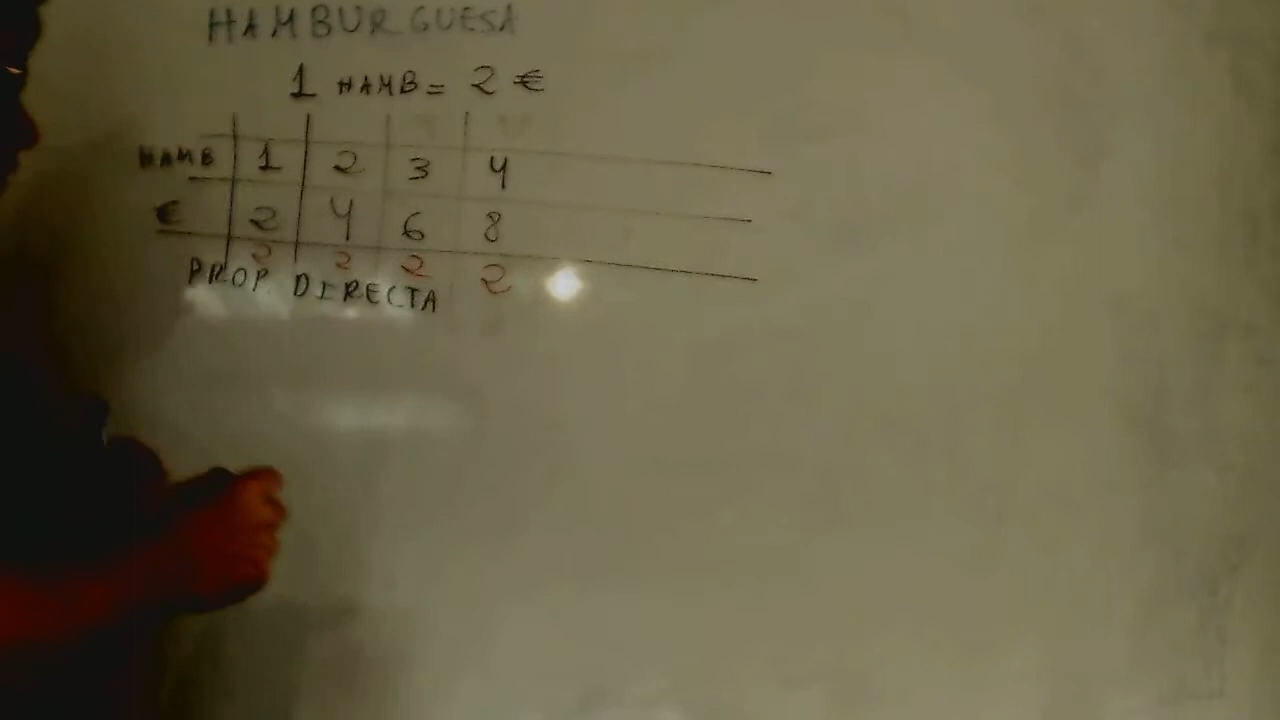 HAMBURGUESA
1 HAMB = 2 €
HAMB 1 2 3 4
€ 2 4 6 8
2 2 2 2
PROP. DIRECTA